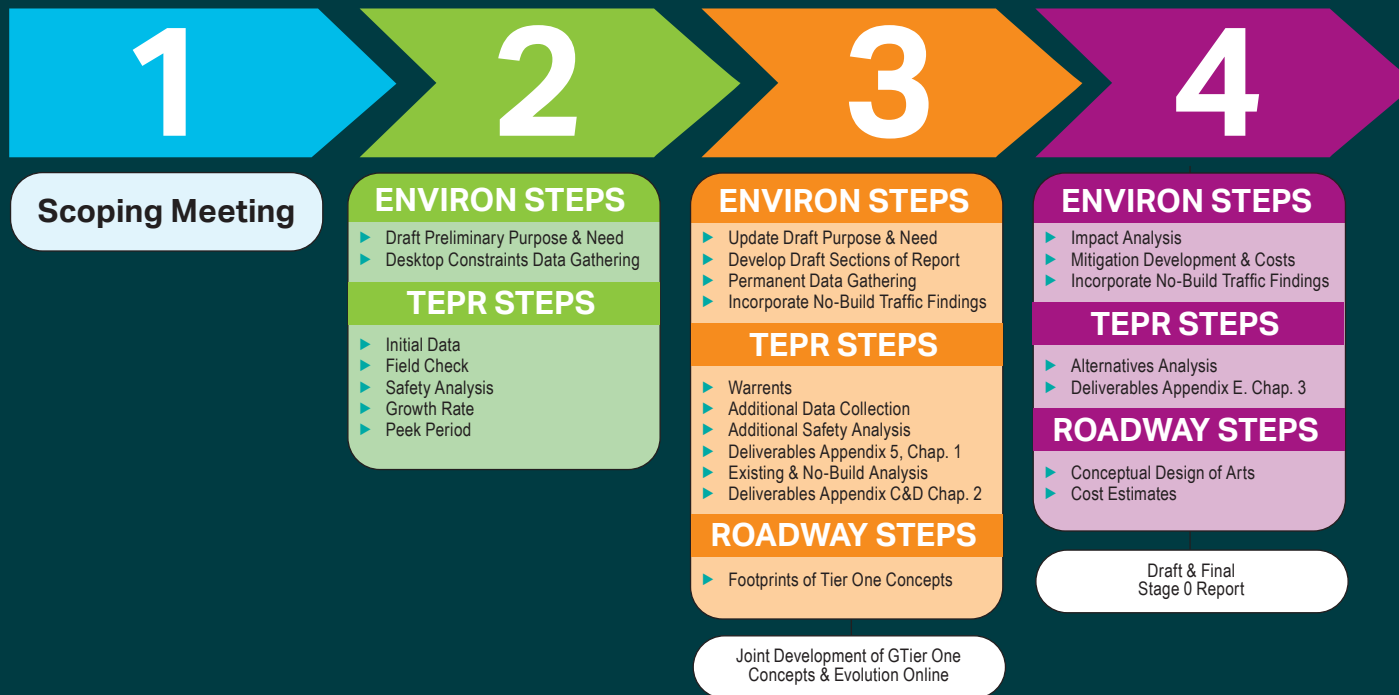 1
Scoping Meeting
2
ENVIRON STEPS
Draft Preliminary Purpose & Need
Desktop Constraints Data Gathering
TEPR STEPS
Initial Data
Field Check
Safety Analysis
Growth Rate
Peek Period
3
ENVIRON STEPS
Update Draft Purpose & Need
Develop Draft Sections of Report
Permanent Data Gathering
Incorporate No-Build Traffic Findings
TEPR STEPS
Warrents
Additional Data Collection
Additional Safety Analysis
Deliverables Appendix 5, Chap. 1
Existing & No-Build Analysis
Deliverables Appendix C&D Chap. 2
ROADWAY STEPS
Footprints of Tier One Concepts
Joint Development of GTier One
Concepts & Evolution Online
4
ENVIRON STEPS
Impact Analysis
Mitigation Development & Costs
Incorporate No-Build Traffic Findings
TEPR STEPS
Alternatives Analysis
Deliverables Appendix E. Chap. 3
ROADWAY STEPS
Conceptual Design of Arts
Cost Estimates
Draft & Final
Stage 0 Report